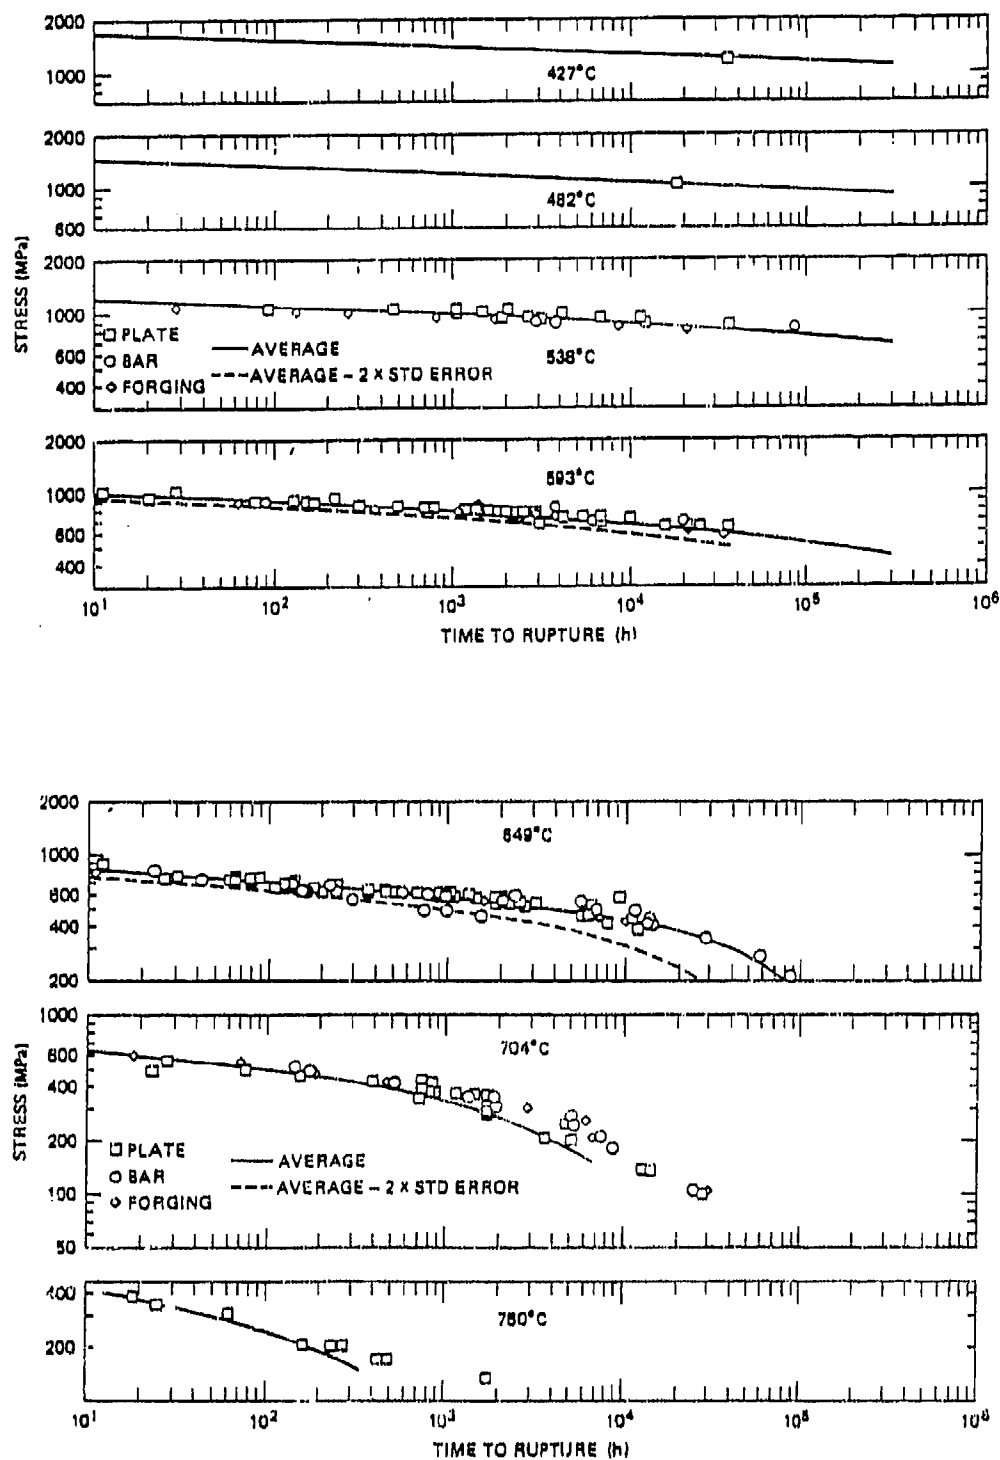 2000
1000
427°C
2000
1000
600
482°C
2000
1000
600
400
538°C
STRESS (MPa)
PLATE
BAR
FORGING
AVERAGE
AVERAGE – 2 × STD ERROR
2000
1000
600
400
593°C
10¹ 10² 10³ 10⁴ 10⁵ 10⁶
TIME TO RUPTURE (h)
2000
1000
600
400
200
649°C
1000
600
400
200
100
50
704°C
STRESS (MPa)
PLATE
BAR
FORGING
AVERAGE
AVERAGE – 2 × STD ERROR
400
200
760°C
10¹ 10² 10³ 10⁴ 10⁵ 10⁶
TIME TO RUPTURE (h)